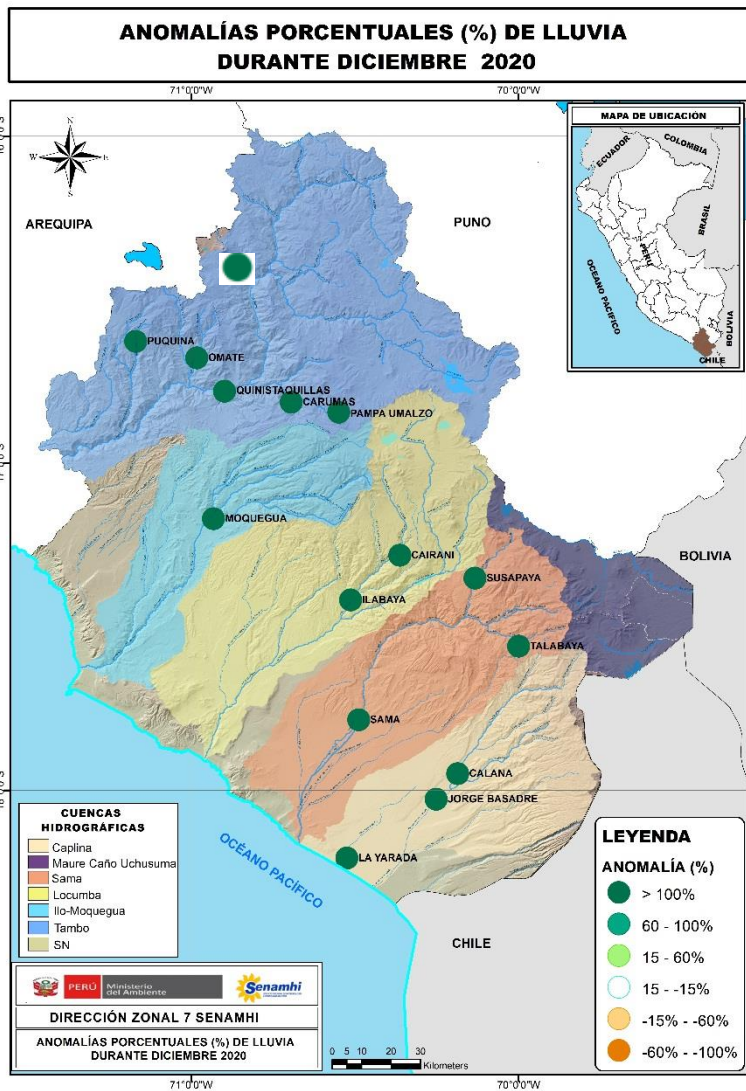 ANOMALÍAS PORCENTUALES (%) DE LLUVIA
DURANTE DICIEMBRE 2020
71°0'0"W
70°0'0"W
N
W
E
S
AREQUIPA
PUNO
MAPA DE UBICACIÓN
ECUADOR
COLOMBIA
BRASIL
PERÚ
OCÉANO PACIFICO
BOLIVIA
CHILE
PUQUINA
OMATE
QUINISTAQUILLAS
CARUMAS
PAMPA UMALZO
MOQUEGUA
CAIRANI
BOLIVIA
SUSAPAYA
ILABAYA
TALABAYA
SAMA
CALANA
JORGE BASADRE
LA YARADA
OCÉANO PACÍFICO
CHILE
CUENCAS
HIDROGRÁFICAS
Caplina
Maure Caño Uchusuma
Sama
Locumba
Ilo-Moquegua
Tambo
SN
LEYENDA
ANOMALÍA (%)
> 100%
60 - 100%
15 - 60%
15 - -15%
-15% - -60%
-60% - -100%
PERÚ
Ministerio
del Ambiente
Senamhi
DIRECCIÓN ZONAL 7 SENAMHI
ANOMALÍAS PORCENTUALES (%) DE LLUVIA
DURANTE DICIEMBRE 2020
0 5 10 20 30
Kilometers
71°0'0"W
70°0'0"W